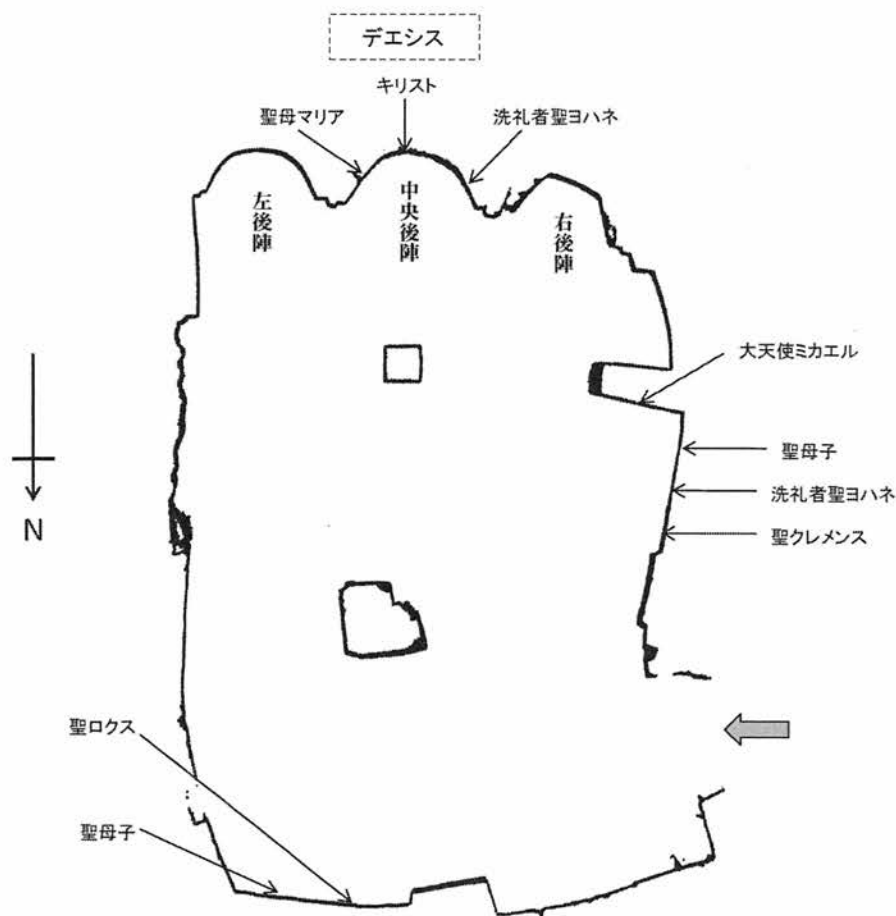 デエシス
キリスト
聖母マリア
洗礼者聖ヨハネ
左後陣
中央後陣
右後陣
大天使ミカエル
聖母子
洗礼者聖ヨハネ
聖クレメンス
N
聖ロクス
聖母子